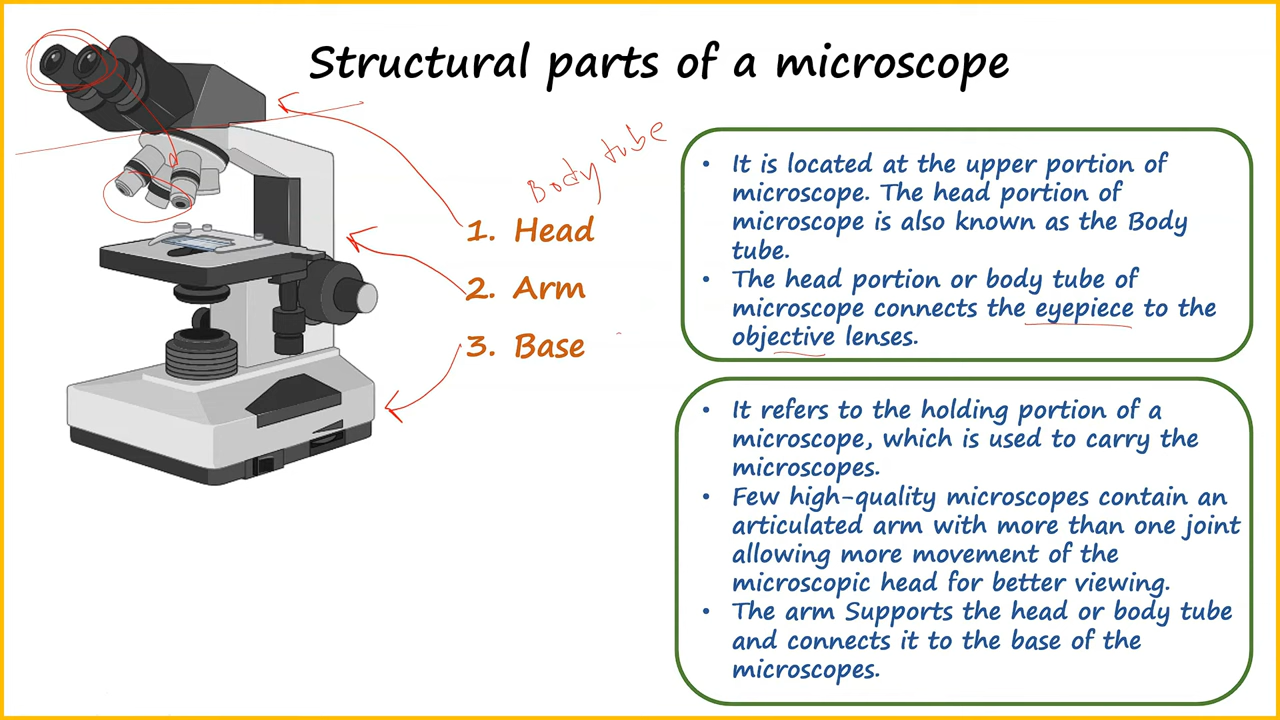 Structural parts of a microscope
Body tube
1. Head
2. Arm
3. Base
• It is located at the upper portion of
microscope. The head portion of
microscope is also known as the Body
tube.
• The head portion or body tube of
microscope connects the eyepiece to the
objective lenses.
• It refers to the holding portion of a
microscope, which is used to carry the
microscopes.
• Few high-quality microscopes contain an
articulated arm with more than one joint
allowing more movement of the
microscopic head for better viewing.
• The arm Supports the head or body tube
and connects it to the base of the
microscopes.